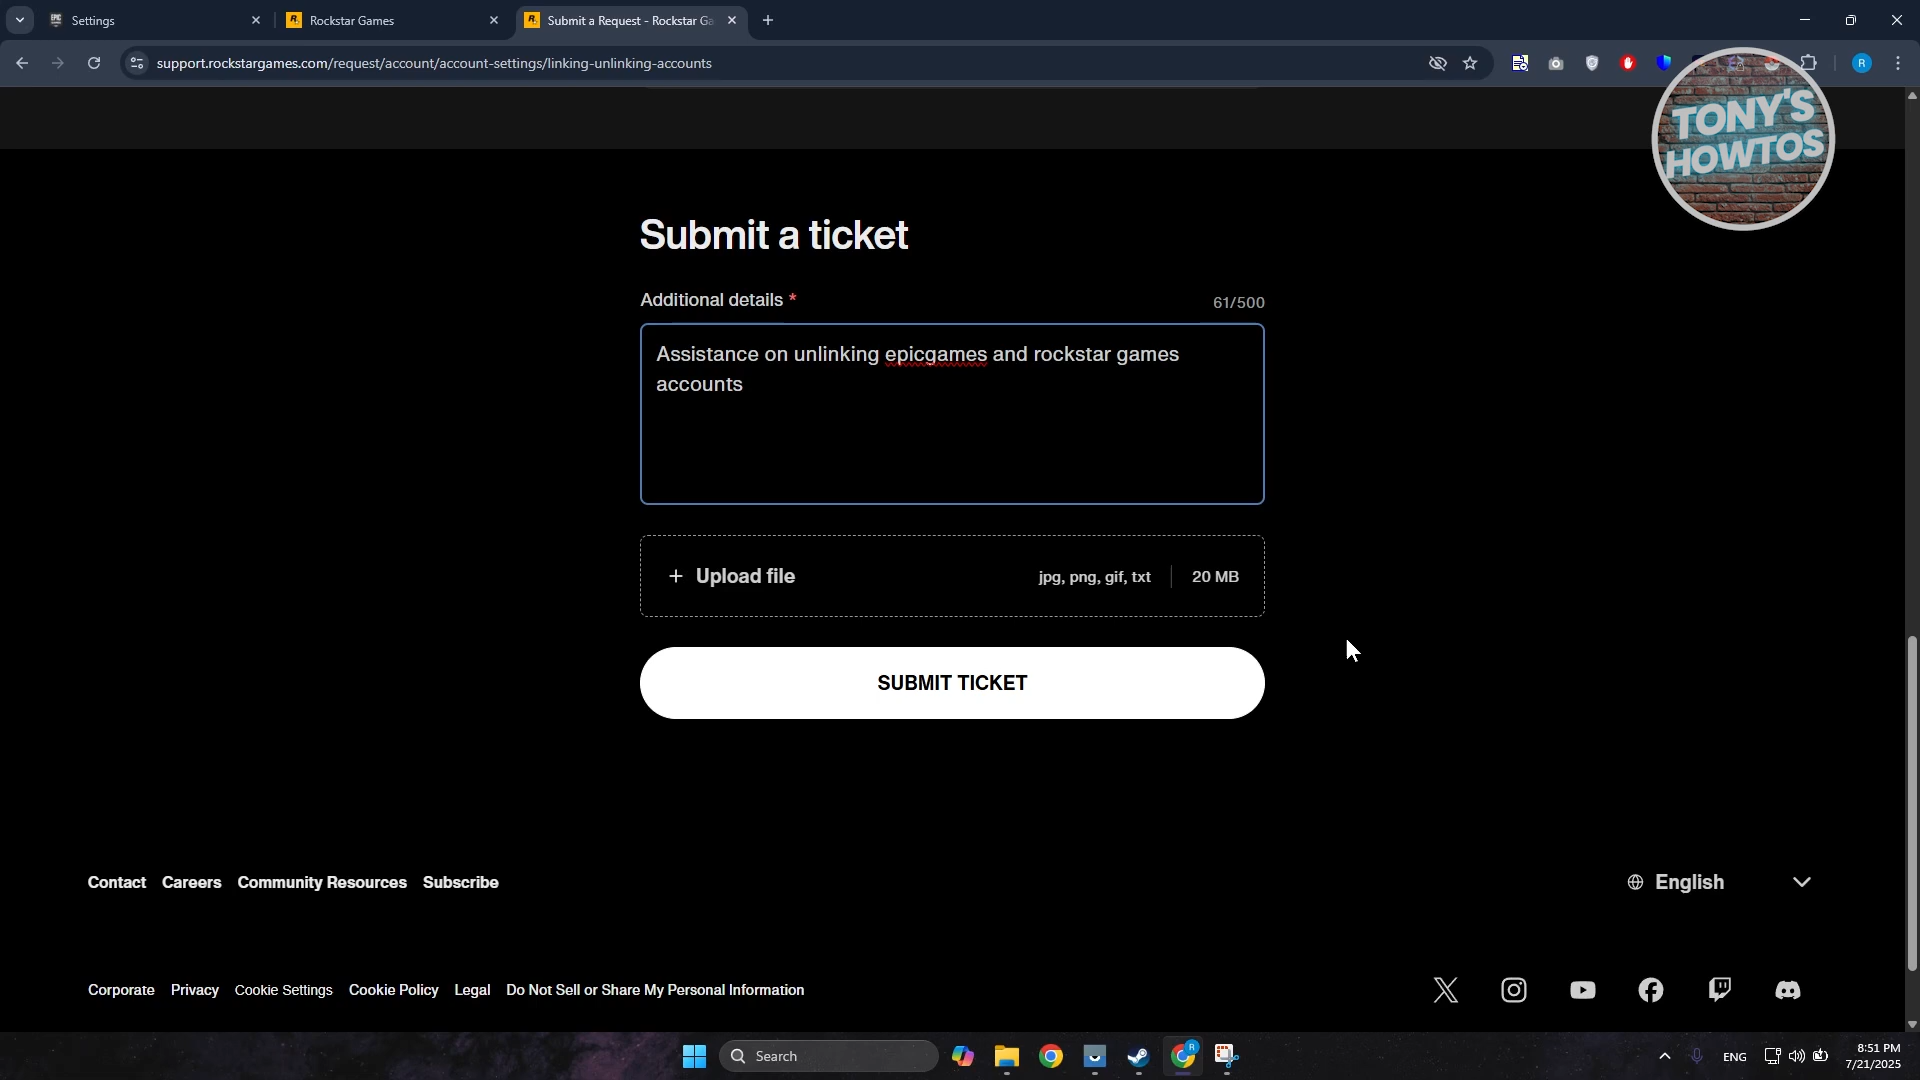 Settings
Rockstar Games
Submit a Request - Rockstar Ga
support.rockstargames.com/request/account/account-settings/linking-unlinking-accounts
R
TONY'S
HOWTOS
Submit a ticket
Additional details *
61/500
Assistance on unlinking epicgames and rockstar games
accounts
+ Upload file
jpg, png, gif, txt
20 MB
SUBMIT TICKET
Contact Careers Community Resources Subscribe
English
Corporate Privacy Cookie Settings Cookie Policy Legal Do Not Sell or Share My Personal Information
Search
ENG
8:51 PM
7/21/2025